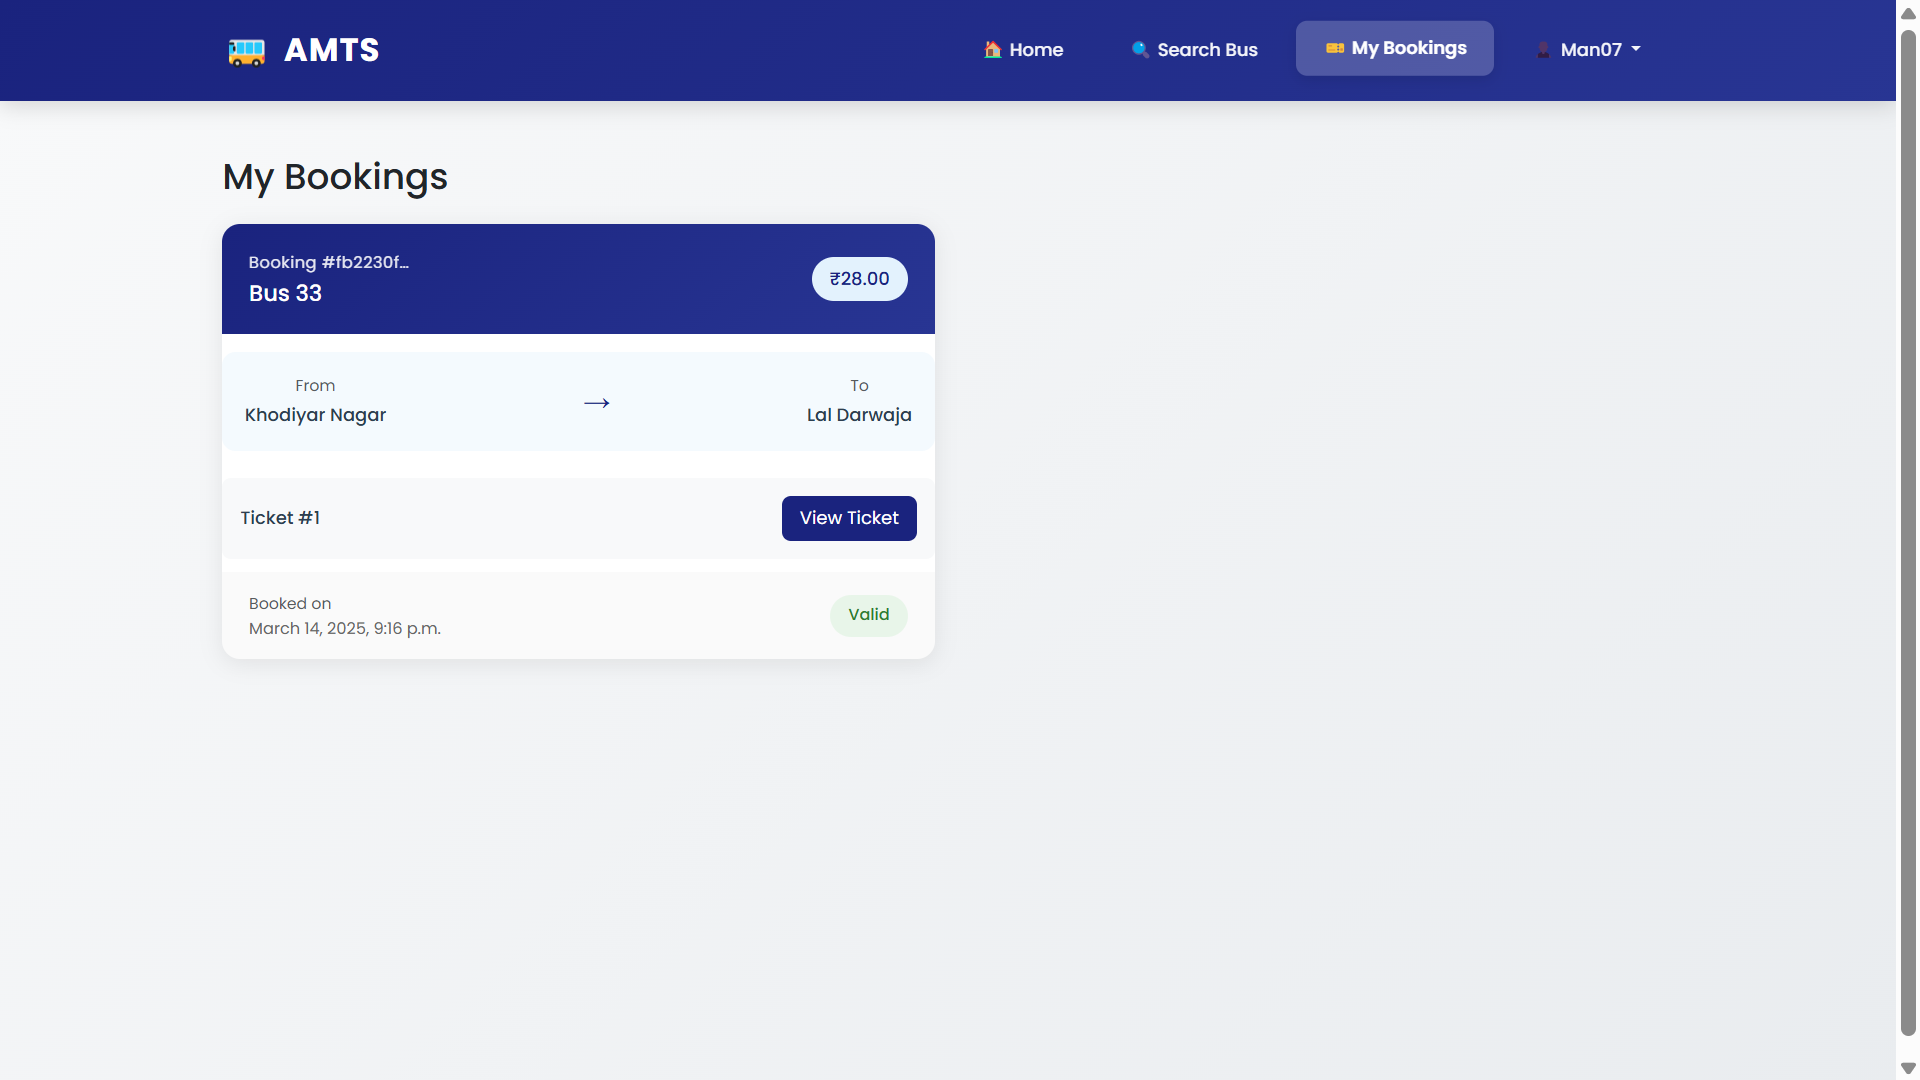 AMTS
Home
Search Bus
My Bookings
Man07
My Bookings
Booking #fb2230f…
Bus 33
₹28.00
From
Khodiyar Nagar
→
To
Lal Darwaja
Ticket #1
View Ticket
Booked on
March 14, 2025, 9:16 p.m.
Valid